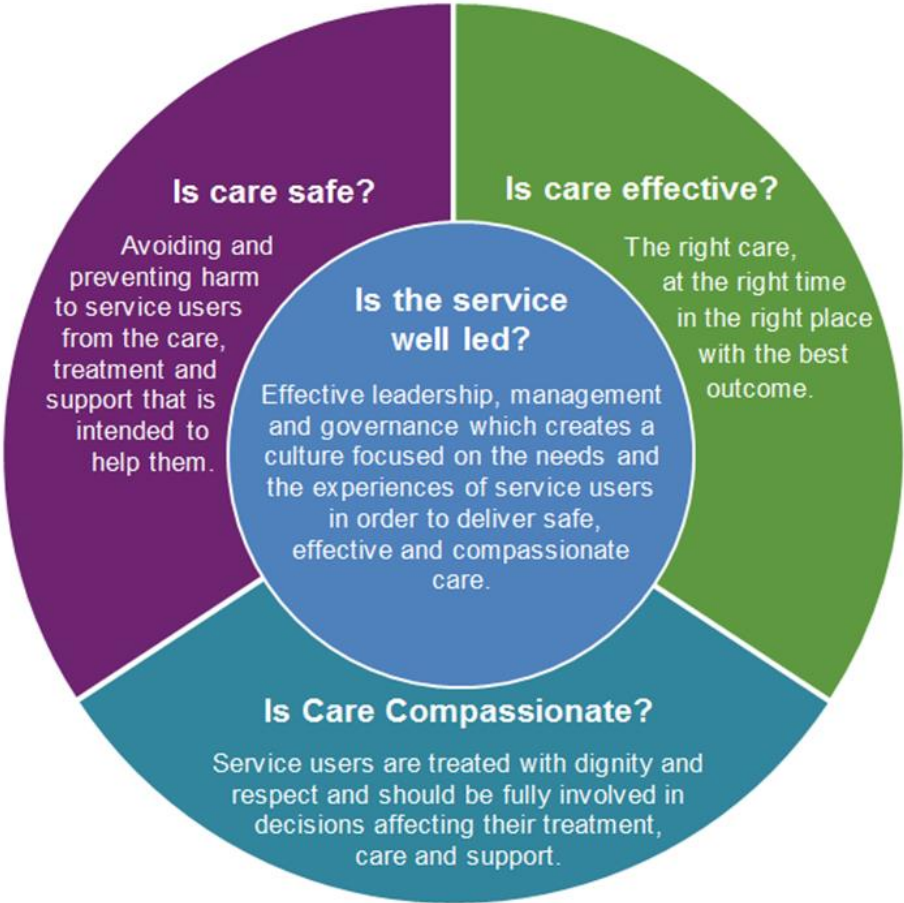 Is care safe?
Avoiding and
preventing harm
to service users
from the care,
treatment and
support that is
intended to
help them.
Is care effective?
The right care,
at the right time
in the right place
with the best
outcome.
Is the service
well led?
Effective leadership, management
and governance which creates a
culture focused on the needs and
the experiences of service users
in order to deliver safe,
effective and compassionate
care.
Is Care Compassionate?
Service users are treated with dignity and
respect and should be fully involved in
decisions affecting their treatment,
care and support.